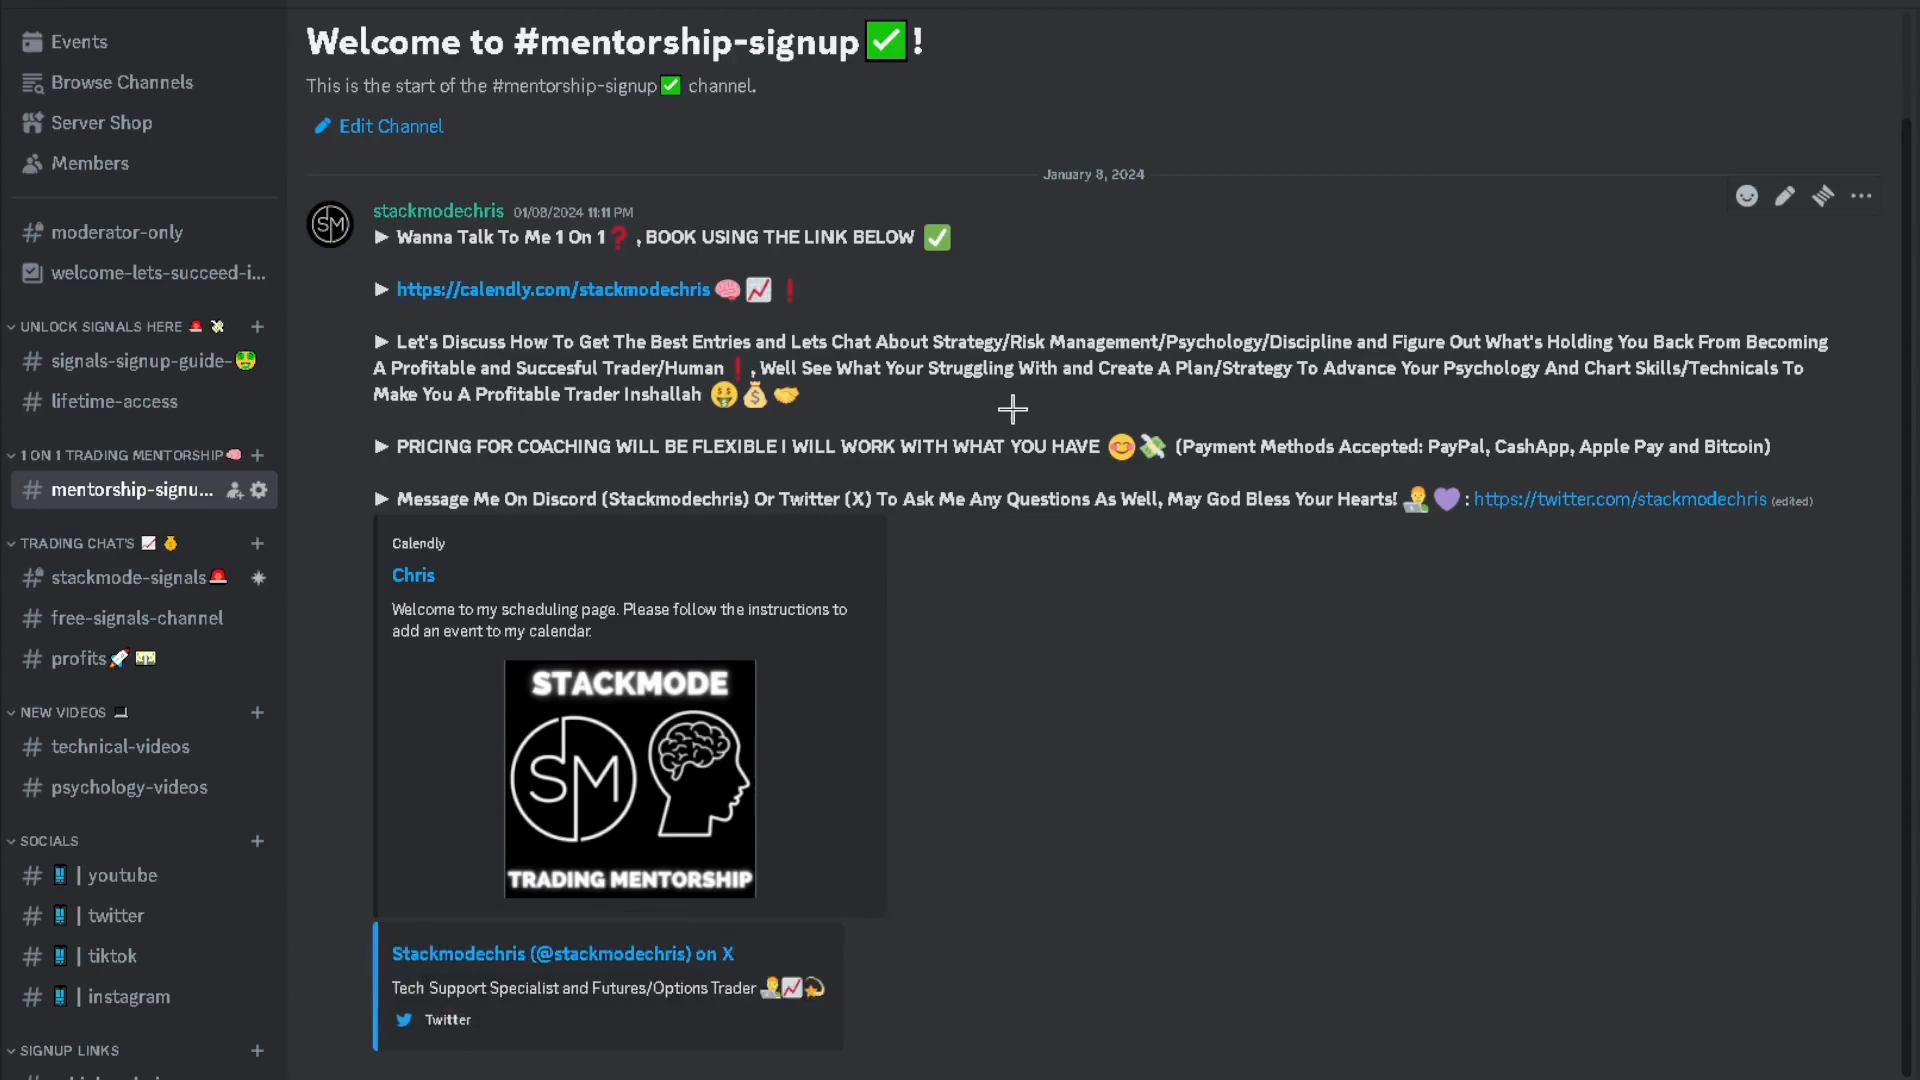 Events
Browse Channels
Server Shop
Members
moderator-only
welcome-lets-succeed-i...
UNLOCK SIGNALS HERE 🚨 💸
signals-signup-guide-🤑
lifetime-access
1 ON 1 TRADING MENTORSHIP🧠
mentorship-signu...
TRADING CHAT'S 📈 💰
stackmode-signals🚨
free-signals-channel
profits🚀 💵
NEW VIDEOS 💻
technical-videos
psychology-videos
SOCIALS
📱 | youtube
📱 | twitter
📱 | tiktok
📱 | instagram
SIGNUP LINKS
Welcome to #mentorship-signup✅!
This is the start of the #mentorship-signup✅ channel.
Edit Channel
January 8, 2024
stackmodechris 01/08/2024 11:11 PM
► Wanna Talk To Me 1 On 1❓ , BOOK USING THE LINK BELOW ✅
► https://calendly.com/stackmodechris 🧠 📈 ❗
► Let's Discuss How To Get The Best Entries and Lets Chat About Strategy/Risk Management/Psychology/Discipline and Figure Out What's Holding You Back From Becoming
A Profitable and Succesful Trader/Human❗ , Well See What Your Struggling With and Create A Plan/Strategy To Advance Your Psychology And Chart Skills/Technicals To
Make You A Profitable Trader Inshallah 🤑 💰 🤝
► PRICING FOR COACHING WILL BE FLEXIBLE I WILL WORK WITH WHAT YOU HAVE 😊 💸 (Payment Methods Accepted: PayPal, CashApp, Apple Pay and Bitcoin)
► Message Me On Discord (Stackmodechris) Or Twitter (X) To Ask Me Any Questions As Well, May God Bless Your Hearts! 👨‍💻 💜 : https://twitter.com/stackmodechris (edited)
Calendly
Chris
Welcome to my scheduling page. Please follow the instructions to
add an event to my calendar.
STACKMODE
SM
TRADING MENTORSHIP
Stackmodechris (@stackmodechris) on X
Tech Support Specialist and Futures/Options Trader 👨‍💻📈💫
Twitter